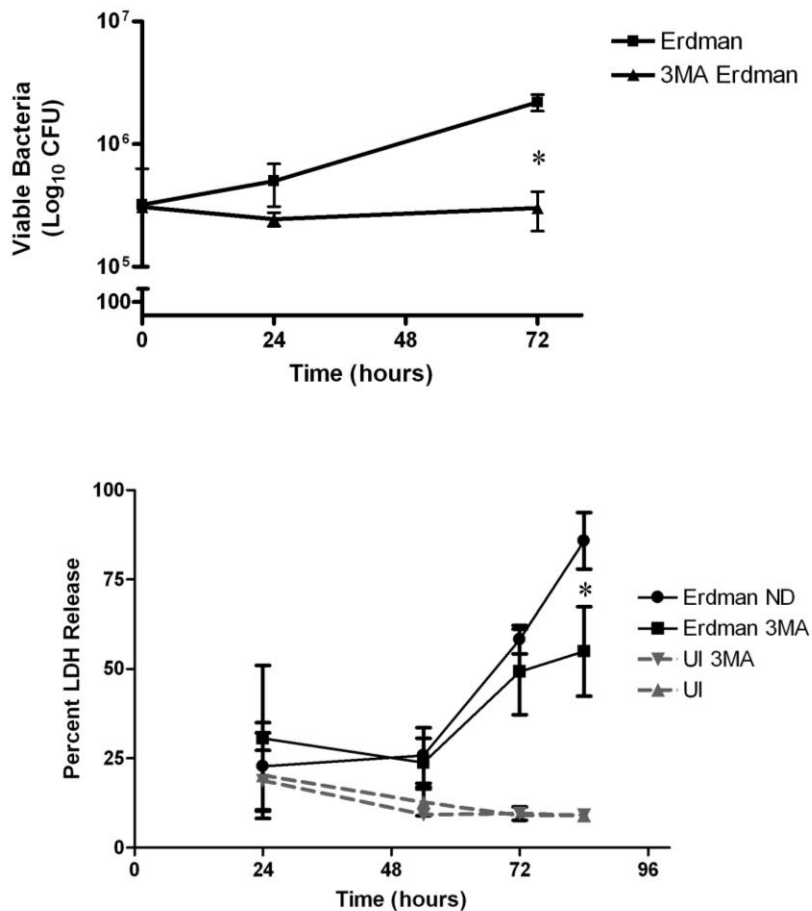 Viable Bacteria
(Log₁₀ CFU)
10⁷
10⁶
10⁵
100
0
24
48
72
Time (hours)
*
Erdman
3MA Erdman
Percent LDH Release
100
75
50
25
0
0
24
48
72
96
Time (hours)
*
Erdman ND
Erdman 3MA
UI 3MA
UI